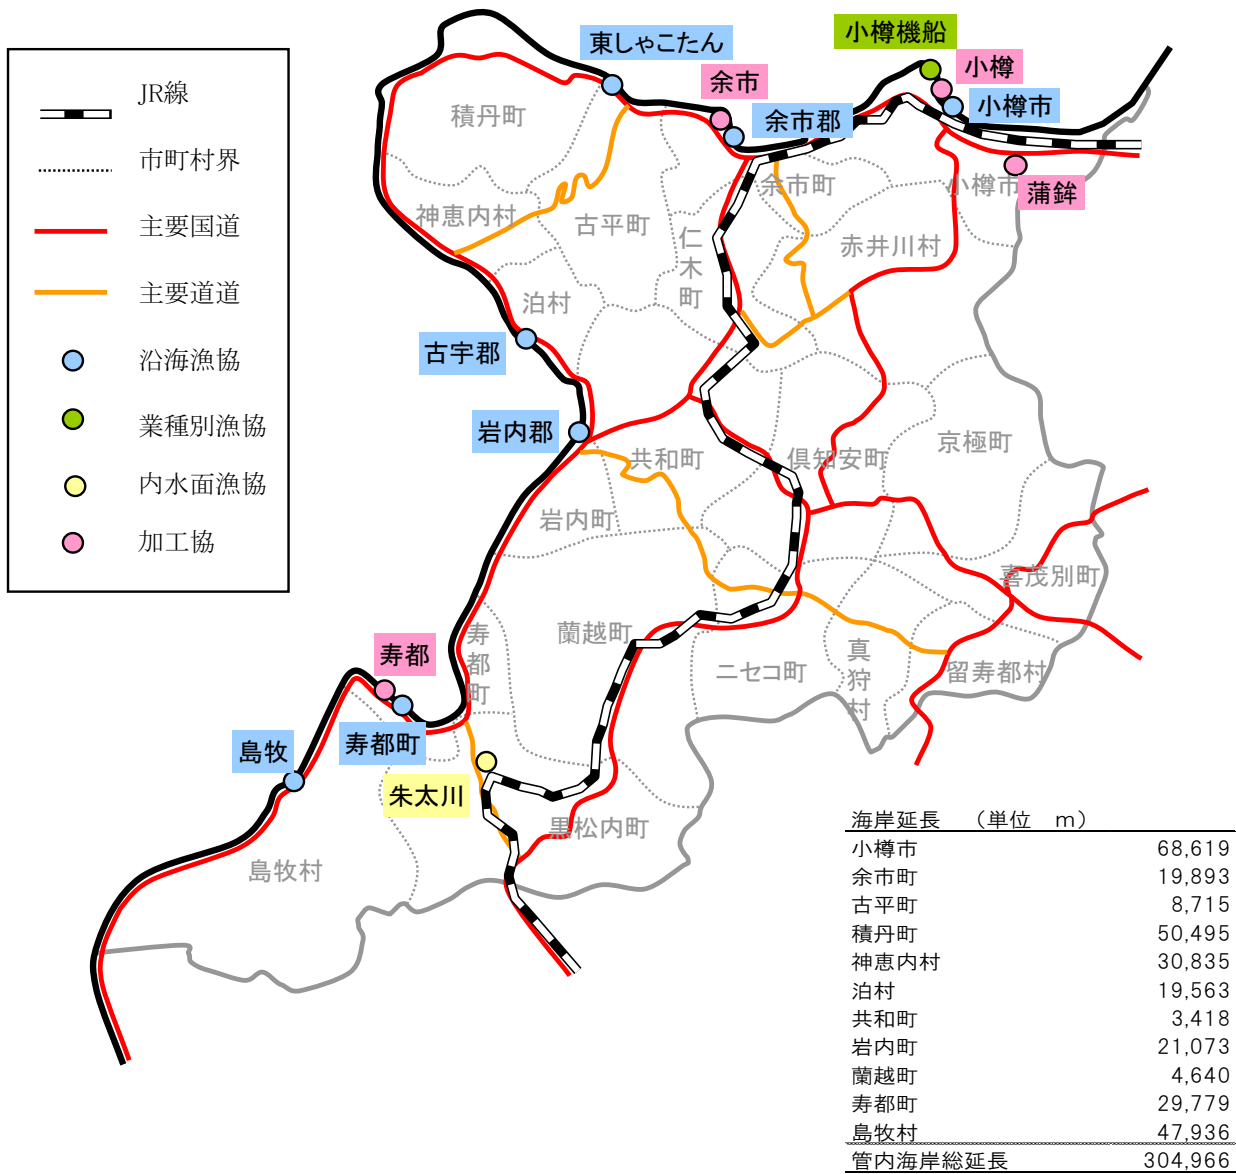 JR線
市町村界
主要国道
主要道道
沿海漁協
業種別漁協
内水面漁協
加工協
東しゃこたん
小樽機船
余市
小樽
小樽市
余市郡
蒲鉾
積丹町
余市町
小樽市
神恵内村
古平町
仁木町
赤井川村
泊村
古宇郡
岩内郡
共和町
倶知安町
京極町
岩内町
喜茂別町
蘭越町
寿都町
寿都
ニセコ町
真狩村
留寿都村
島牧
寿都町
朱太川
黒松内町
島牧村
海岸延長 (単位 m)
小樽市 68,619
余市町 19,893
古平町 8,715
積丹町 50,495
神恵内村 30,835
泊村 19,563
共和町 3,418
岩内町 21,073
蘭越町 4,640
寿都町 29,779
島牧村 47,936
管内海岸総延長 304,966